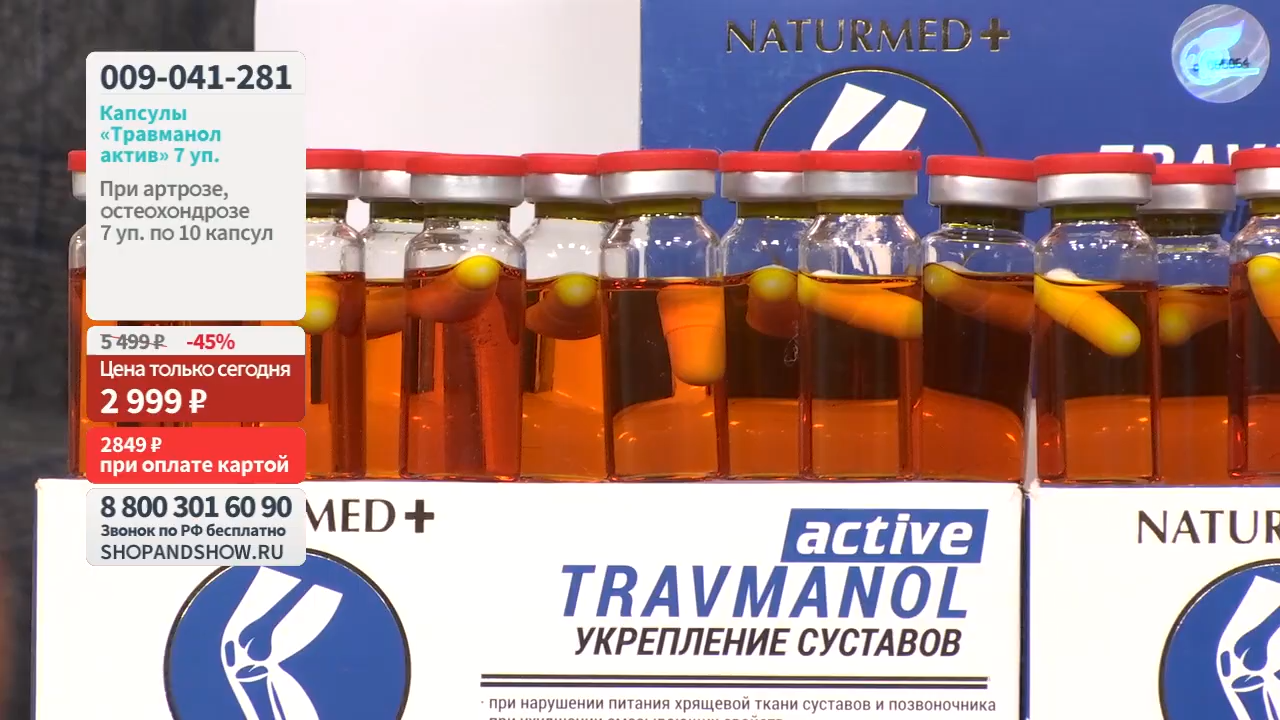 009-041-281
Капсулы
«Травманол
актив» 7 уп.
При артрозе,
остеохондрозе
7 уп. по 10 капсул
5 499 ₽ -45%
Цена только сегодня
2 999 ₽
2849 ₽
при оплате картой
8 800 301 60 90
Звонок по РФ бесплатно
SHOPANDSHOW.RU
NATURMED+
MED+
active
TRAVMANOL
УКРЕПЛЕНИЕ СУСТАВОВ
· при нарушении питания хрящевой ткани суставов и позвоночника
NATUR